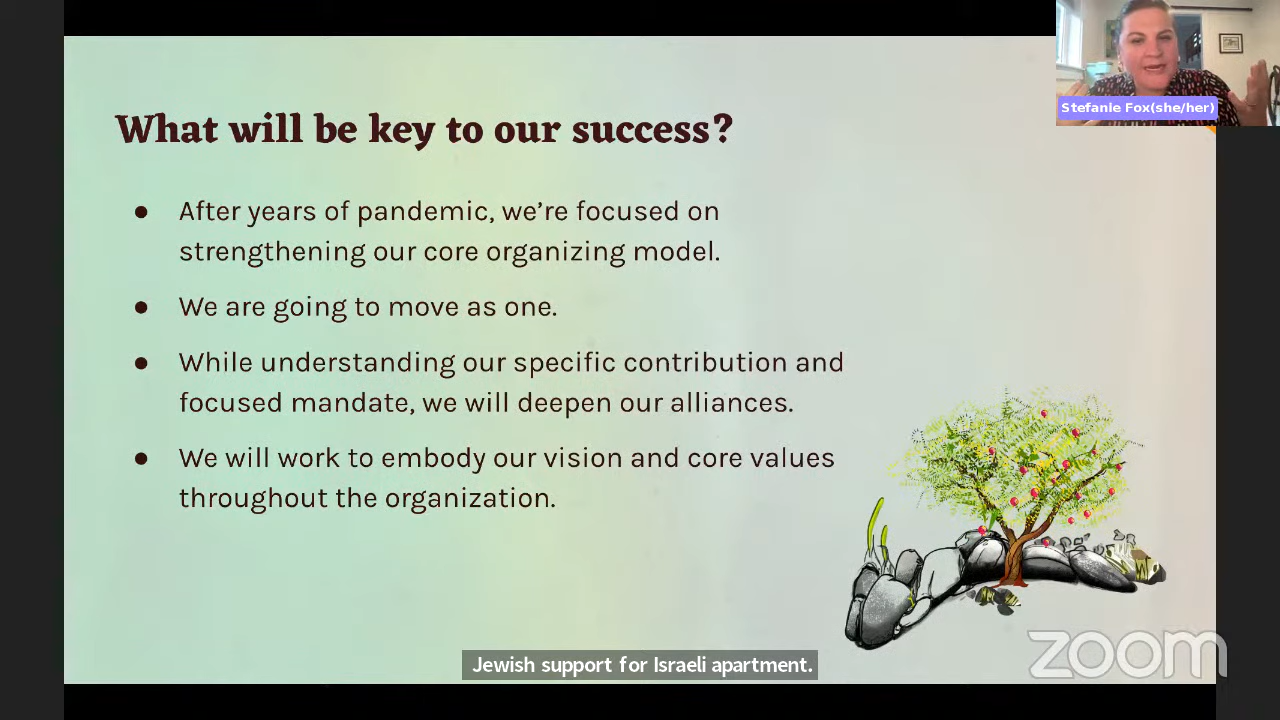 Stefanie Fox(she/her)
What will be key to our success?
● After years of pandemic, we’re focused on
strengthening our core organizing model.
● We are going to move as one.
● While understanding our specific contribution and
focused mandate, we will deepen our alliances.
● We will work to embody our vision and core values
throughout the organization.
Jewish support for Israeli apartment.
zoom